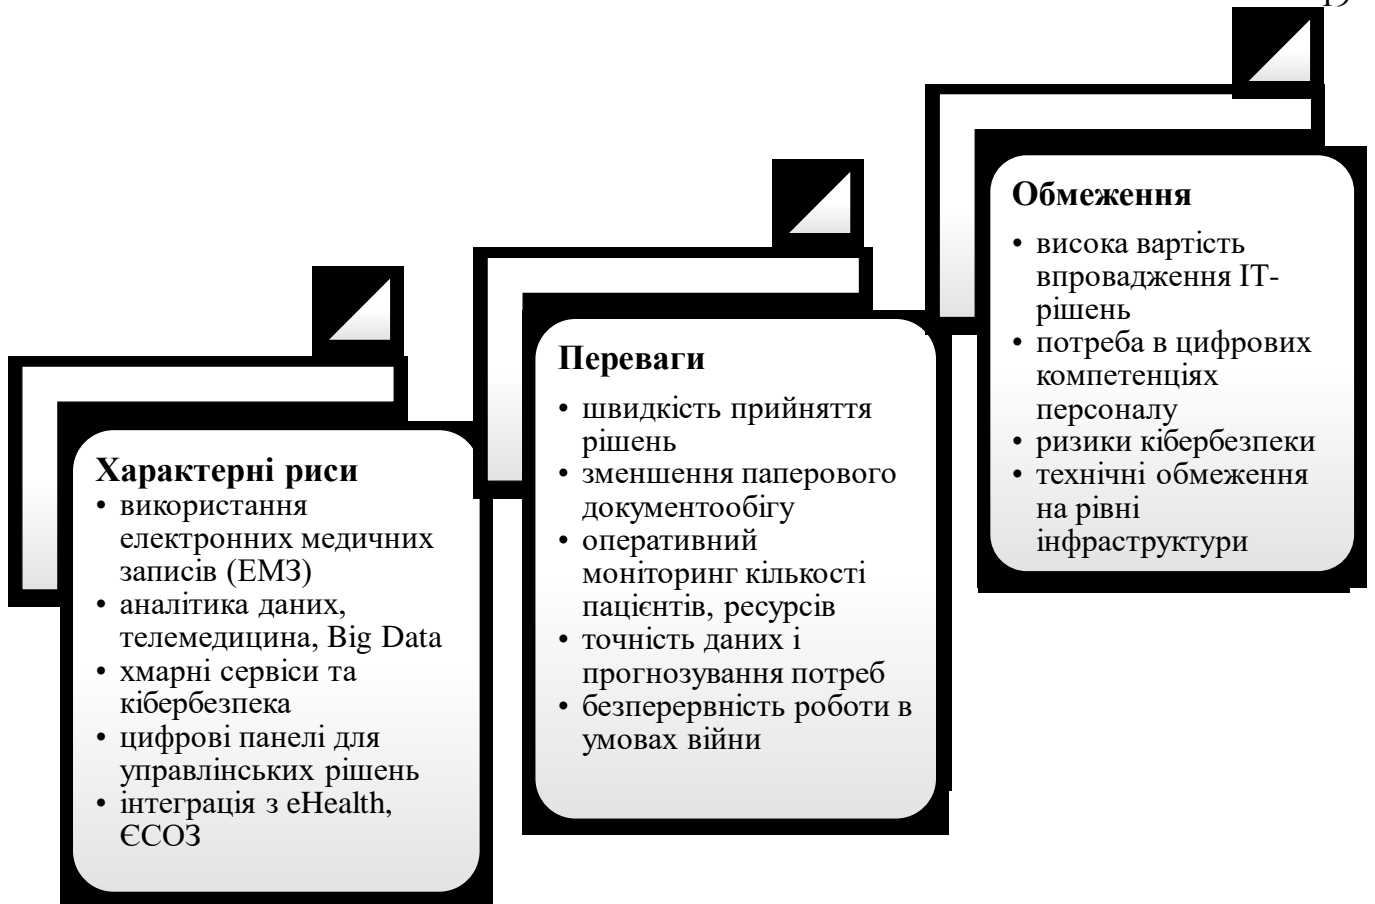 19
Характерні риси
• використання
електронних медичних
записів (ЕМЗ)
• аналітика даних,
телемедицина, Big Data
• хмарні сервіси та
кібербезпека
• цифрові панелі для
управлінських рішень
• інтеграція з eHealth,
ЄСОЗ
Переваги
• швидкість прийняття
рішень
• зменшення паперового
документообігу
• оперативний
моніторинг кількості
пацієнтів, ресурсів
• точність даних і
прогнозування потреб
• безперервність роботи в
умовах війни
Обмеження
• висока вартість
впровадження ІТ-
рішень
• потреба в цифрових
компетенціях
персоналу
• ризики кібербезпеки
• технічні обмеження
на рівні
інфраструктури